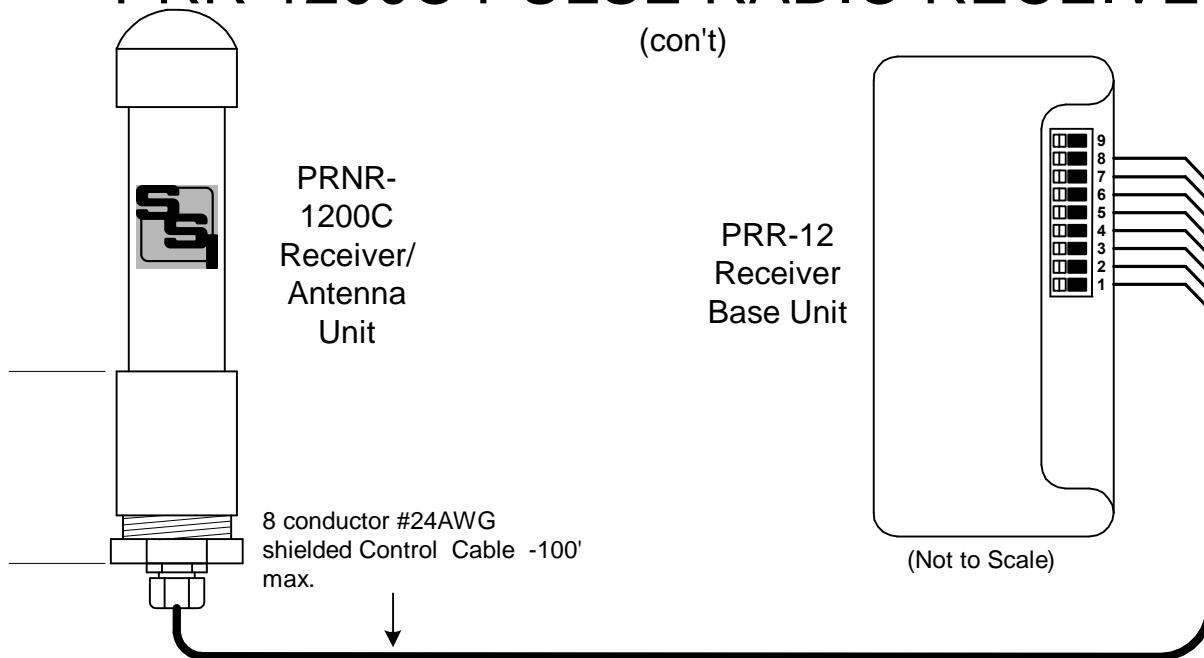 (con't)
PRNR-
1200C
Receiver/
Antenna
Unit
SSI
PRR-12
Receiver
Base Unit
9
8
7
6
5
4
3
2
1
8 conductor #24AWG
shielded Control Cable -100'
max.
(Not to Scale)